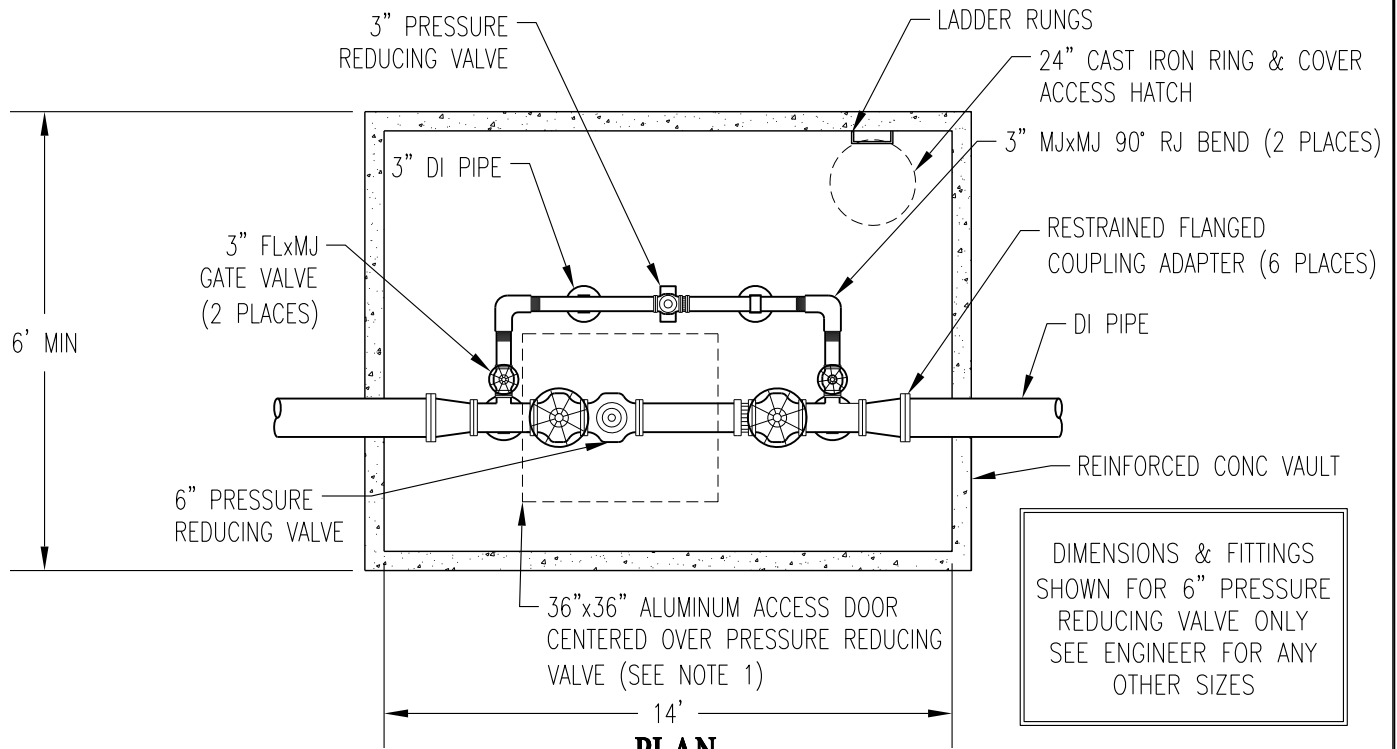 3" PRESSURE
REDUCING VALVE
LADDER RUNGS
24" CAST IRON RING & COVER
ACCESS HATCH
3" MJxMJ 90° RJ BEND (2 PLACES)
3" DI PIPE
RESTRAINED FLANGED
COUPLING ADAPTER (6 PLACES)
3" FLxMJ
GATE VALVE
(2 PLACES)
DI PIPE
6' MIN
REINFORCED CONC VAULT
6" PRESSURE
REDUCING VALVE
DIMENSIONS & FITTINGS
SHOWN FOR 6" PRESSURE
REDUCING VALVE ONLY
SEE ENGINEER FOR ANY
OTHER SIZES
36"x36" ALUMINUM ACCESS DOOR
CENTERED OVER PRESSURE REDUCING
VALVE (SEE NOTE 1)
14'
PLAN